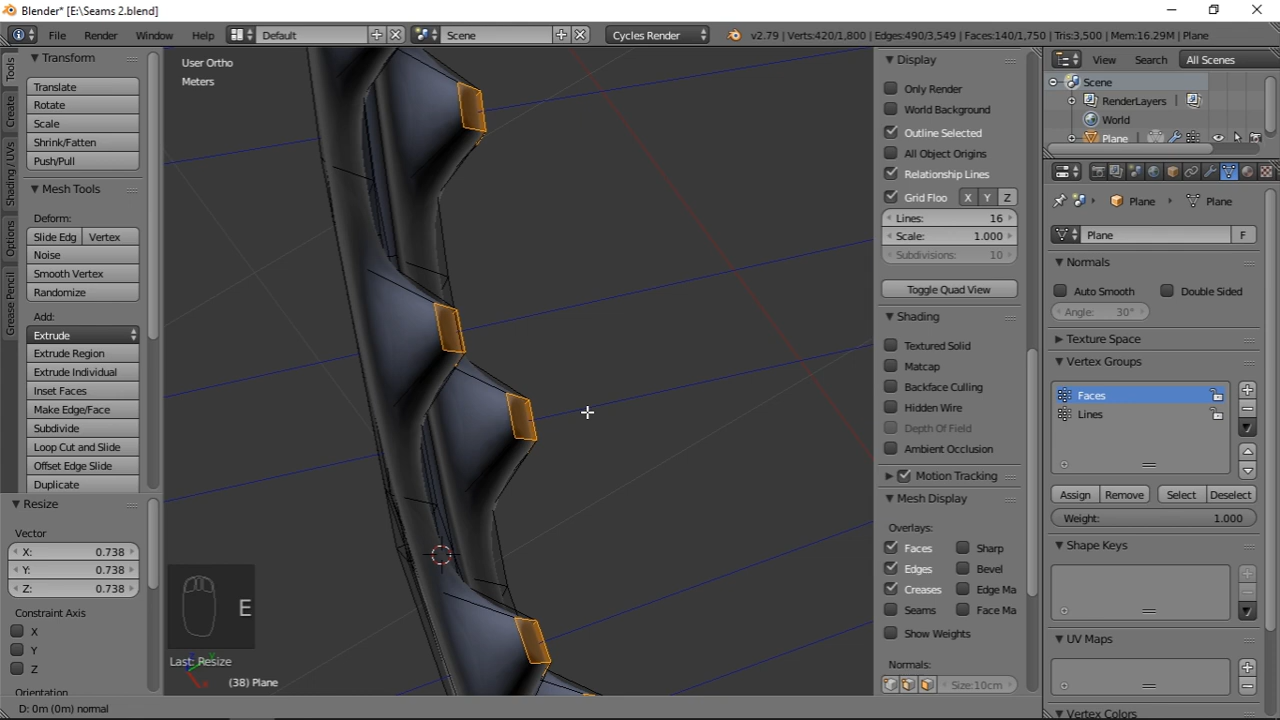 Blender* [E:\Seams 2.blend]
File Render Window Help Default Scene Cycles Render v2.79 | Verts:420/1,800 | Edges:490/3,549 | Faces:140/1,750 | Tris:3,500 | Mem:16.29M | Plane
Tools
Create
Shading / UVs
Options
Grease Pencil
Transform
Translate
Rotate
Scale
Shrink/Fatten
Push/Pull
Mesh Tools
Deform:
Slide Edg Vertex
Noise
Smooth Vertex
Randomize
Add:
Extrude
Extrude Region
Extrude Individual
Inset Faces
Make Edge/Face
Subdivide
Loop Cut and Slide
Offset Edge Slide
Duplicate
Resize
Vector
X: 0.738
Y: 0.738
Z: 0.738
Constraint Axis
X
Y
Z
Orientation
User Ortho
Meters
E
Last: Resize
(38) Plane
D: 0m (0m) normal
Display
Only Render
World Background
Outline Selected
All Object Origins
Relationship Lines
Grid Floo X Y Z
Lines: 16
Scale: 1.000
Subdivisions: 10
Toggle Quad View
Shading
Textured Solid
Matcap
Backface Culling
Hidden Wire
Depth Of Field
Ambient Occlusion
Motion Tracking
Mesh Display
Overlays:
Faces Sharp
Edges Bevel
Creases Edge Ma
Seams Face Ma
Show Weights
Normals:
Size:10cm
View Search All Scenes
Scene
RenderLayers
World
Plane
Plane Plane
Plane F
Normals
Auto Smooth Double Sided
Angle: 30°
Texture Space
Vertex Groups
Faces
Lines
Assign Remove Select Deselect
Weight: 1.000
Shape Keys
UV Maps
Vertex Colors